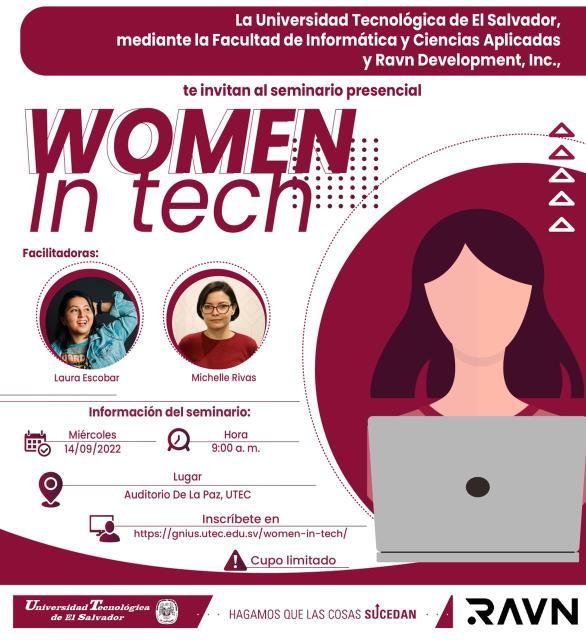 La Universidad Tecnológica de El Salvador,
mediante la Facultad de Informática y Ciencias Aplicadas
y Ravn Development, Inc.,
te invitan al seminario presencial
WOMEN
In tech
Facilitadoras:
Laura Escobar
Michelle Rivas
Información del seminario:
Miércoles
14/09/2022
Hora
9:00 a. m.
Lugar
Auditorio De La Paz, UTEC
Inscríbete en
https://gnius.utec.edu.sv/women-in-tech/
Cupo limitado
Universidad Tecnológica
de El Salvador
HAGAMOS QUE LAS COSAS SUCEDAN
RAVN